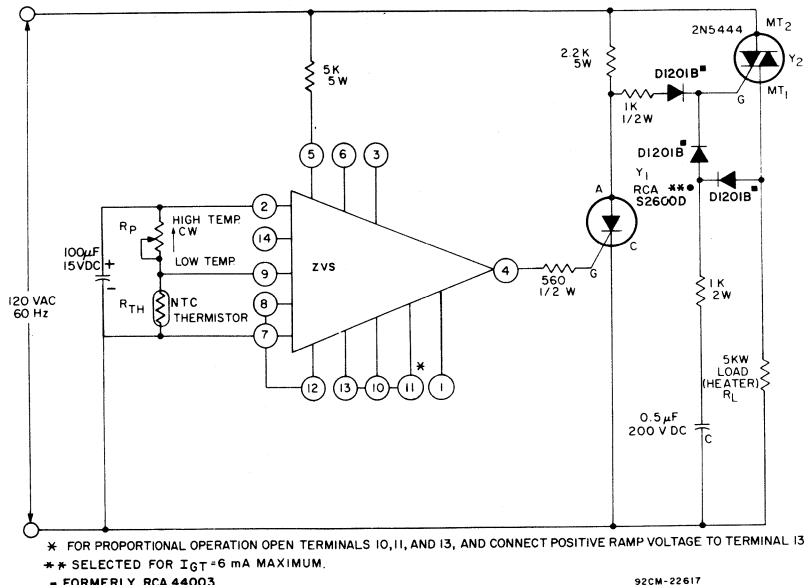 2N5444
MT2
Y2
MT1
G
2.2K
5W
D1201B■
1K
1/2 W
5K
5W
5
6
3
D1201B■
Y1
RCA **●
S2600D
D1201B■
A
C
G
2
14
9
8
7
ZVS
4
560
1/2 W
RP
HIGH TEMP.
CW
LOW TEMP.
100µF
15VDC
+
-
RTH
NTC
THERMISTOR
120 VAC
60 Hz
12
13
10
11
*
1
1K
2W
5KW
LOAD
(HEATER)
RL
0.5µF
200 V DC
C
* FOR PROPORTIONAL OPERATION OPEN TERMINALS 10,11, AND 13, AND CONNECT POSITIVE RAMP VOLTAGE TO TERMINAL 13
** SELECTED FOR IGT =6 mA MAXIMUM.
■ FORMERLY RCA 44003
92CM-22617